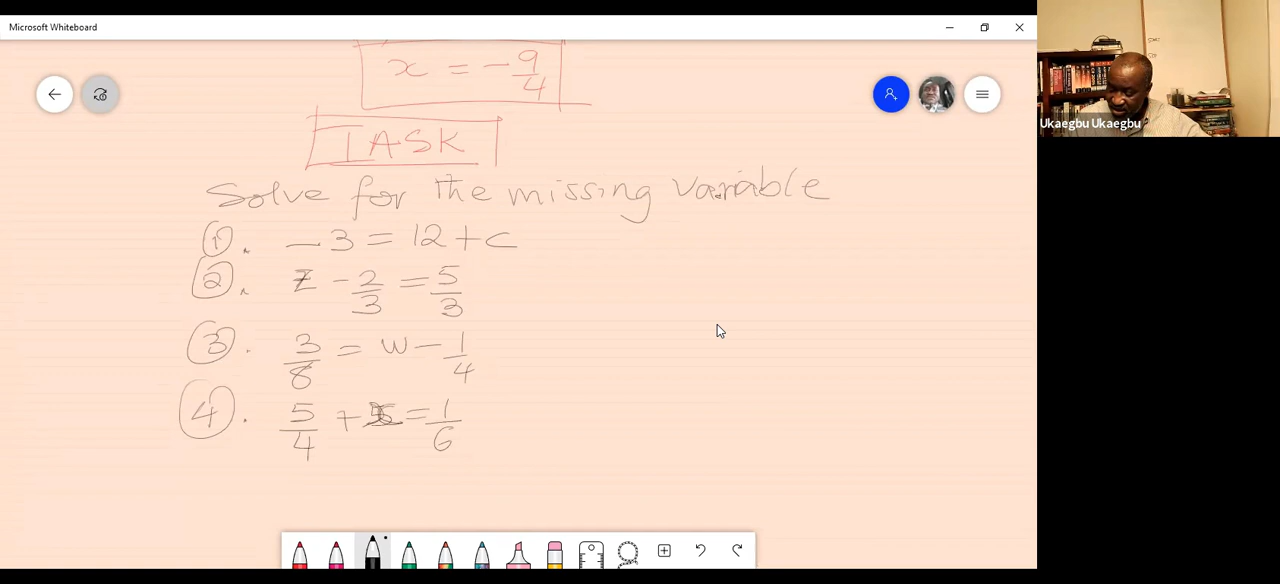 Microsoft Whiteboard
x = -9/4
TASK
Solve for the missing variable
①. -3 = 12 + c
②. z - 2/3 = 5/3
③. 3/8 = w - 1/4
④. 5/4 + = 1/6
Ukaegbu Ukaegbu